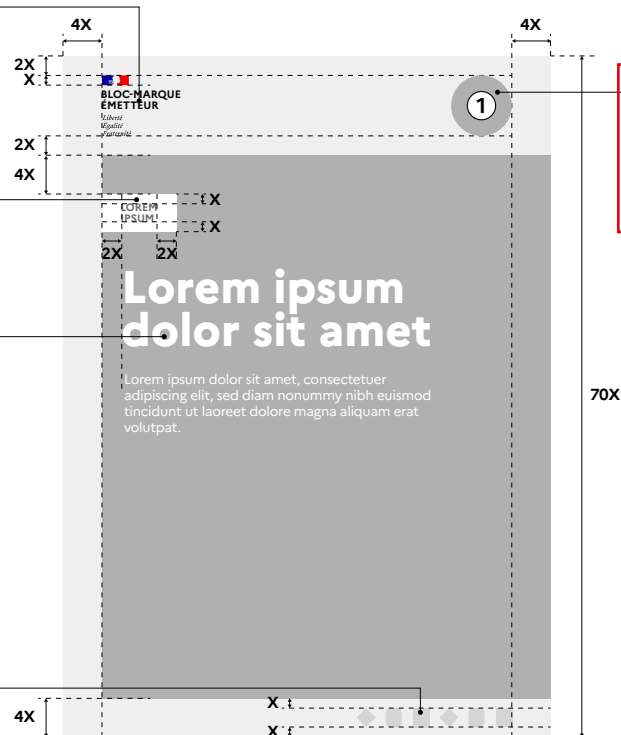 4X
4X
2X
X
BLOC-MARQUE
ÉMETTEUR
Liberté
Égalité
Fraternité
1
2X
4X
LOREM
IPSUM
X
X
2X
2X
Lorem ipsum
dolor sit amet
Lorem ipsum dolor sit amet, consectetuer
adipiscing elit, sed diam nonummy nibh euismod
tincidunt ut laoreet dolore magna aliquam erat
volutpat.
70X
4X
X
X